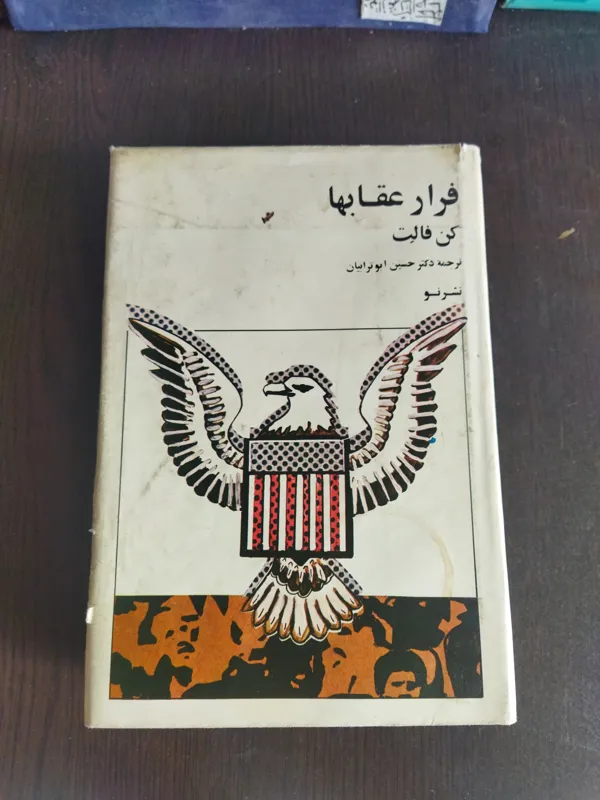 فرار عقابها
کن فالت
ترجمهٔ دکتر حسین ابوترابیان
نشر نو